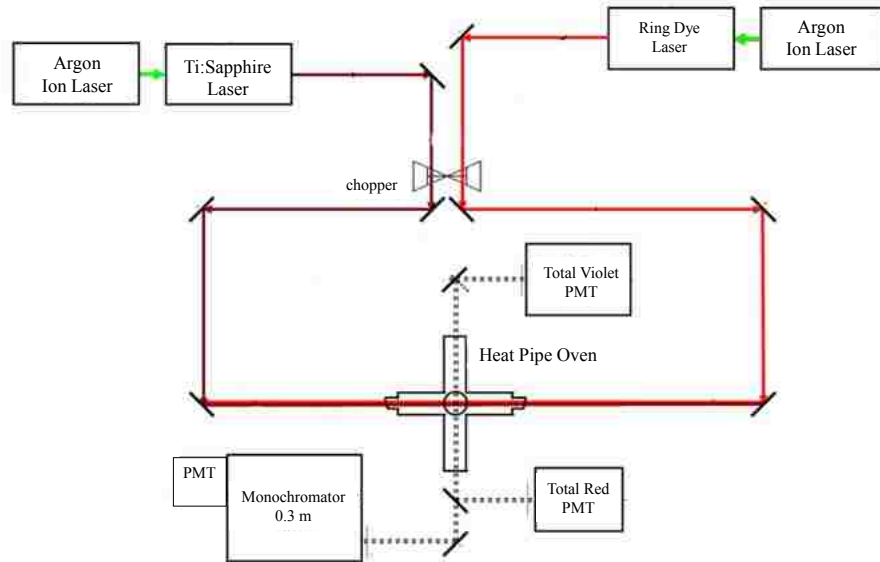 Argon
Ion Laser
Ti:Sapphire
Laser
Ring Dye
Laser
Argon
Ion Laser
chopper
Total Violet
PMT
Heat Pipe Oven
PMT
Monochromator
0.3 m
Total Red
PMT